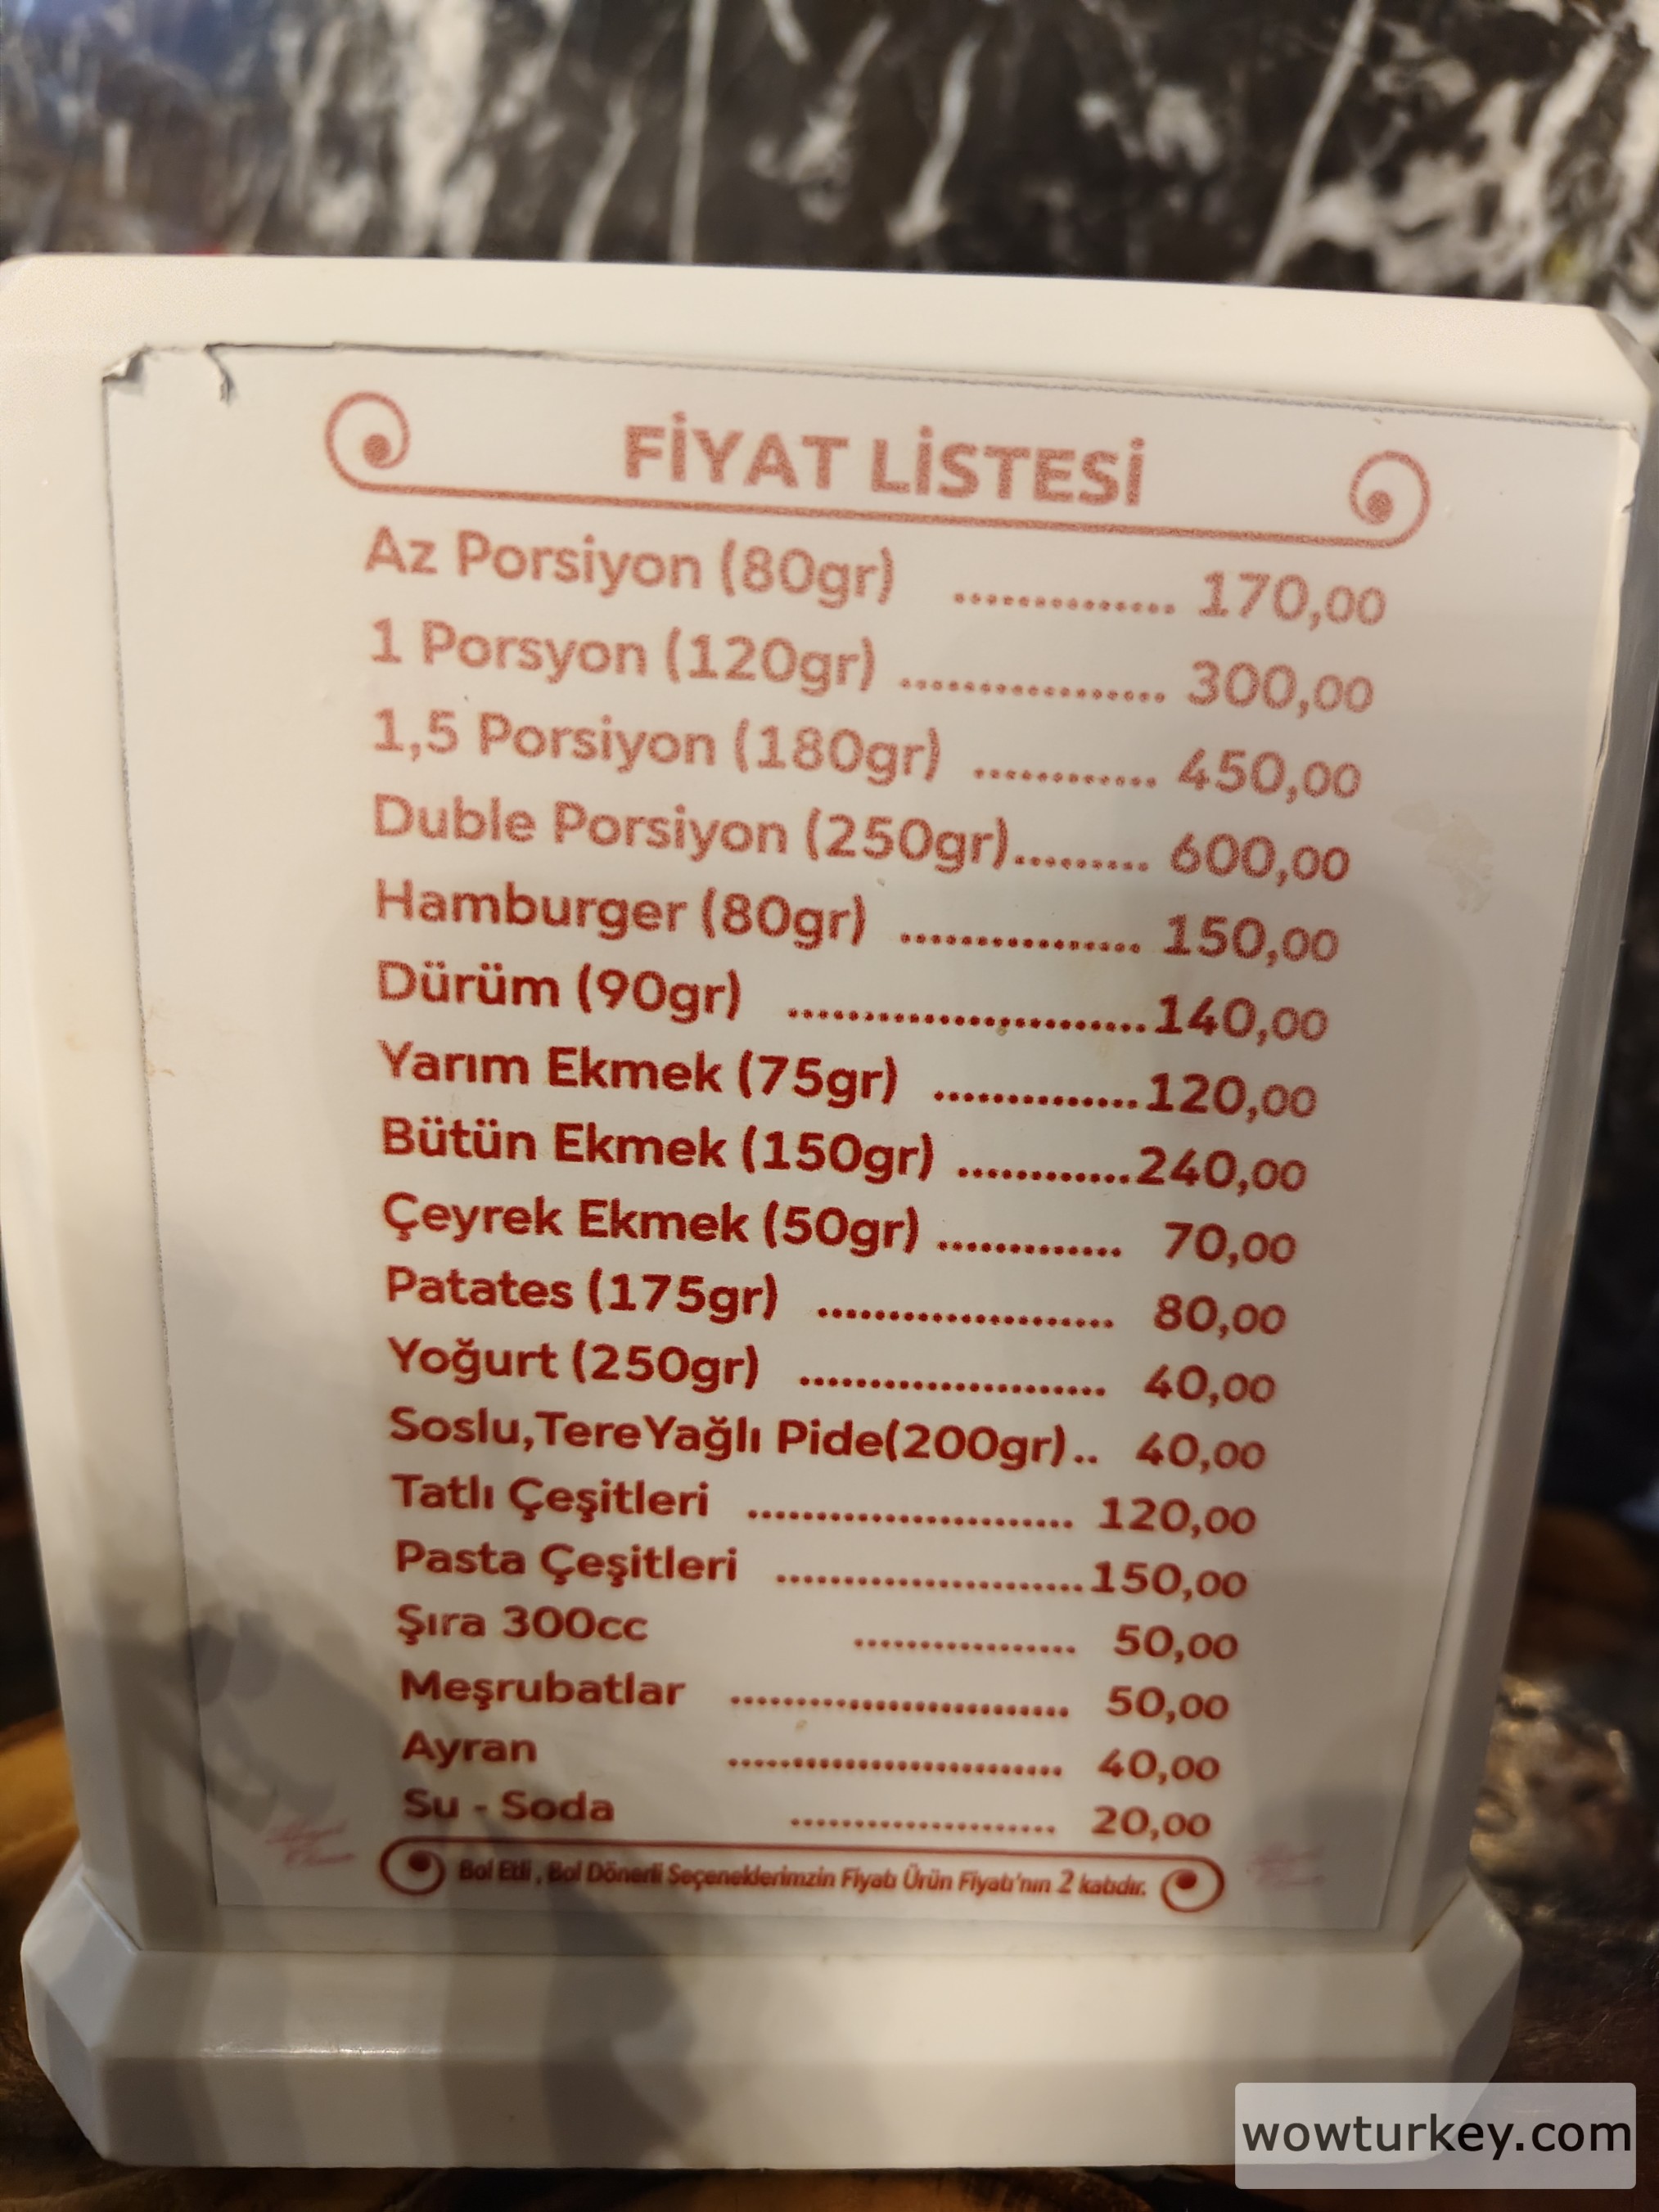 FİYAT LİSTESİ
Az Porsiyon (80gr) .............. 170,00
1 Porsyon (120gr) ................. 300,00
1,5 Porsiyon (180gr) ............ 450,00
Duble Porsiyon (250gr)......... 600,00
Hamburger (80gr) ................ 150,00
Dürüm (90gr) .......................140,00
Yarım Ekmek (75gr) ..............120,00
Bütün Ekmek (150gr) ............240,00
Çeyrek Ekmek (50gr) ............. 70,00
Patates (175gr) ..................... 80,00
Yoğurt (250gr) ...................... 40,00
Soslu,TereYağlı Pide(200gr).. 40,00
Tatlı Çeşitleri ........................ 120,00
Pasta Çeşitleri .......................150,00
Şıra 300cc ................. 50,00
Meşrubatlar .......................... 50,00
Ayran .......................... 40,00
Su - Soda ..................... 20,00
Bol Etli , Bol Dönerli Seçeneklerimzin Fiyatı Ürün Fiyatı'nın 2 katıdır.
wowturkey.com